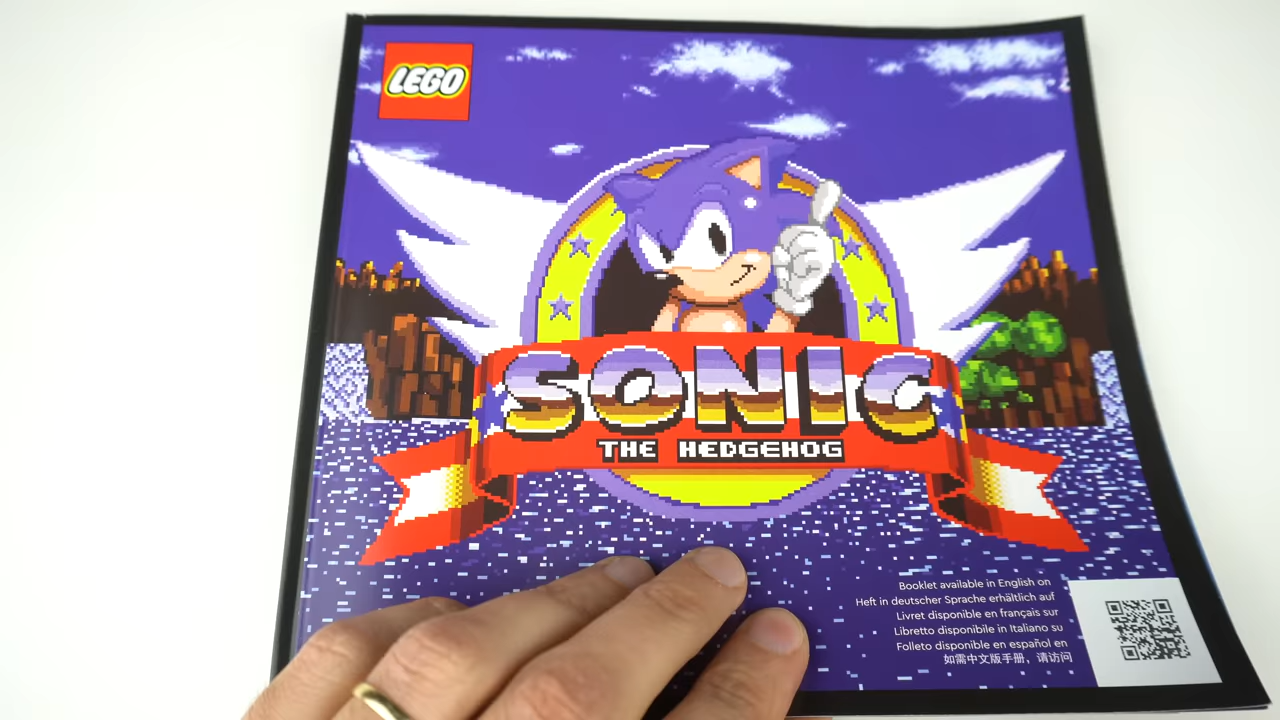 LEGO
SONIC
THE HEDGEHOG
Booklet available in English on
Heft in deutscher Sprache erhältlich auf
Livret disponible en français sur
Libretto disponibile in Italiano su
Folleto disponible en español en
如需中文版手册，请访问